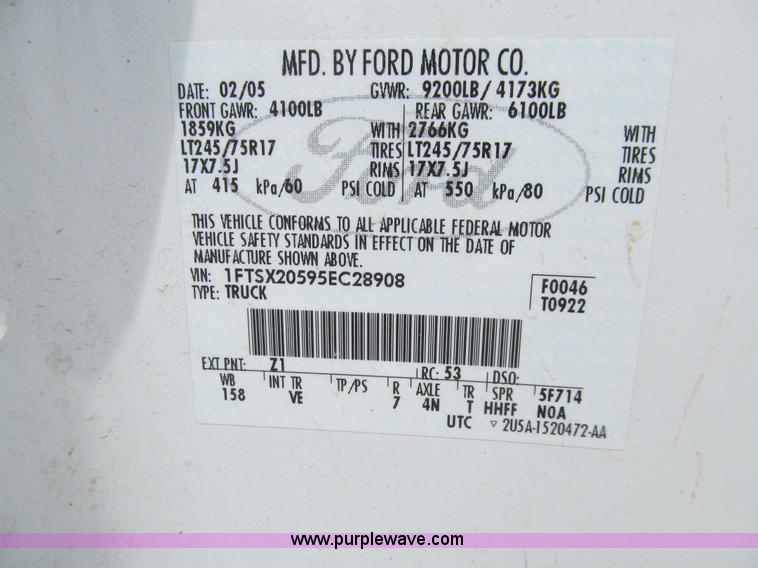 MFD. BY FORD MOTOR CO.
DATE: 02/05 GVWR: 9200LB/ 4173KG
FRONT GAWR: 4100LB REAR GAWR: 6100LB
1859KG WITH 2766KG WITH
LT245/75R17 TIRES LT245/75R17 TIRES
17X7.5J RIMS 17X7.5J RIMS
AT 415 kPa/60 PSI COLD AT 550 kPa/80 PSI COLD
Ford
THIS VEHICLE CONFORMS TO ALL APPLICABLE FEDERAL MOTOR
VEHICLE SAFETY STANDARDS IN EFFECT ON THE DATE OF
MANUFACTURE SHOWN ABOVE.
VIN: 1FTSX20595EC28908 F0046
TYPE: TRUCK T0922
EXT PNT: Z1 RC: 53 DSO:
WB INT TR TP/PS R AXLE TR SPR 5F714
158 VE 7 4N T HHFF N0A
UTC ▿ 2U5A-1520472-AA
www.purplewave.com